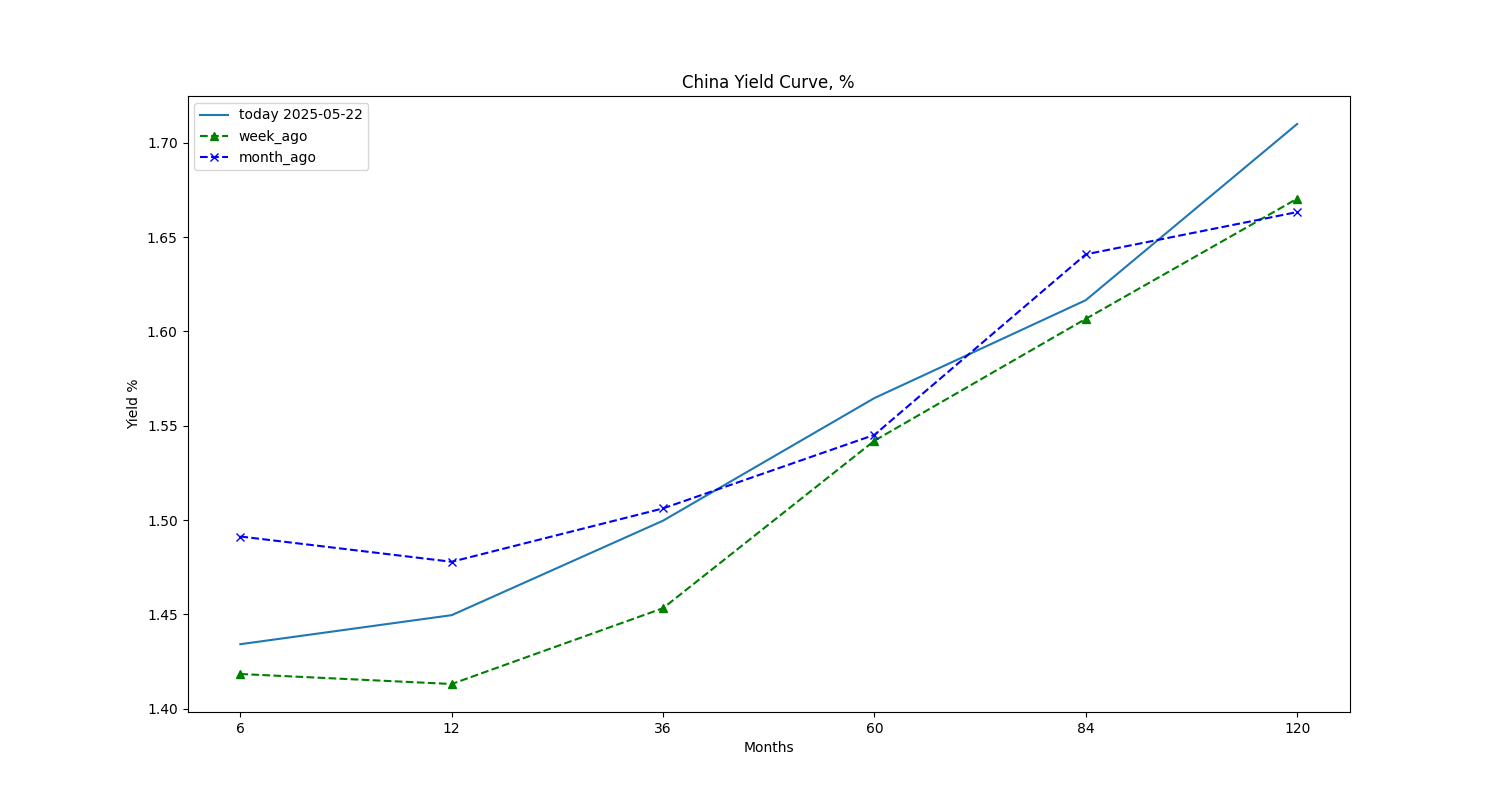 China Yield Curve, %
today 2025-05-22
week_ago
month_ago
1.70
1.65
1.60
1.55
1.50
1.45
1.40
Yield %
6 12 36 60 84 120
Months